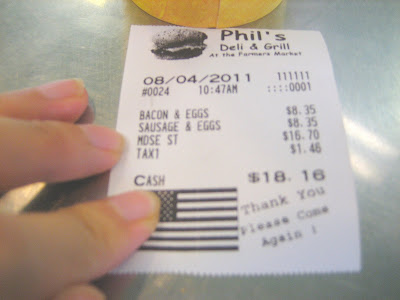 Phil's
Deli & Grill
At the Farmers Market
08/04/2011 111111
#0024 10:47AM ::::0001
BACON & EGGS $8.35
SAUSAGE & EGGS $8.35
MDSE ST $16.70
TAX1 $1.46
CASH $18.16
Thank You
Please Come
Again !